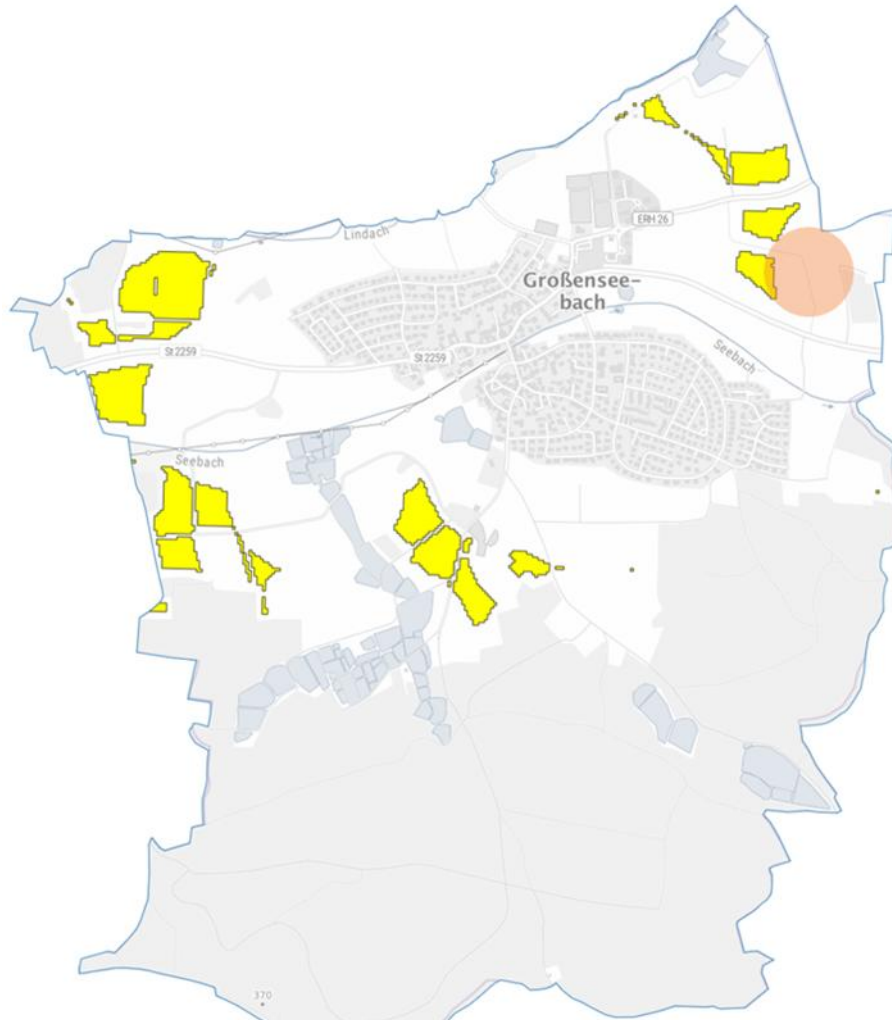 ERH 26
Lindach
Großensee-
bach
St 2259
St 2259
Seebach
Seebach
370